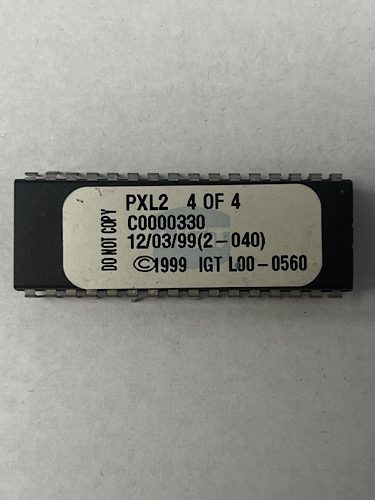 DO NOT COPY
PXL2 4 OF 4
C0000330
12/03/99(2-040)
©1999 IGT L00-0560